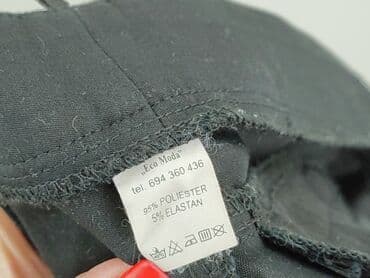 „Eco Moda"
tel. 694 360 436
95% POLIESTER
5% ELASTAN